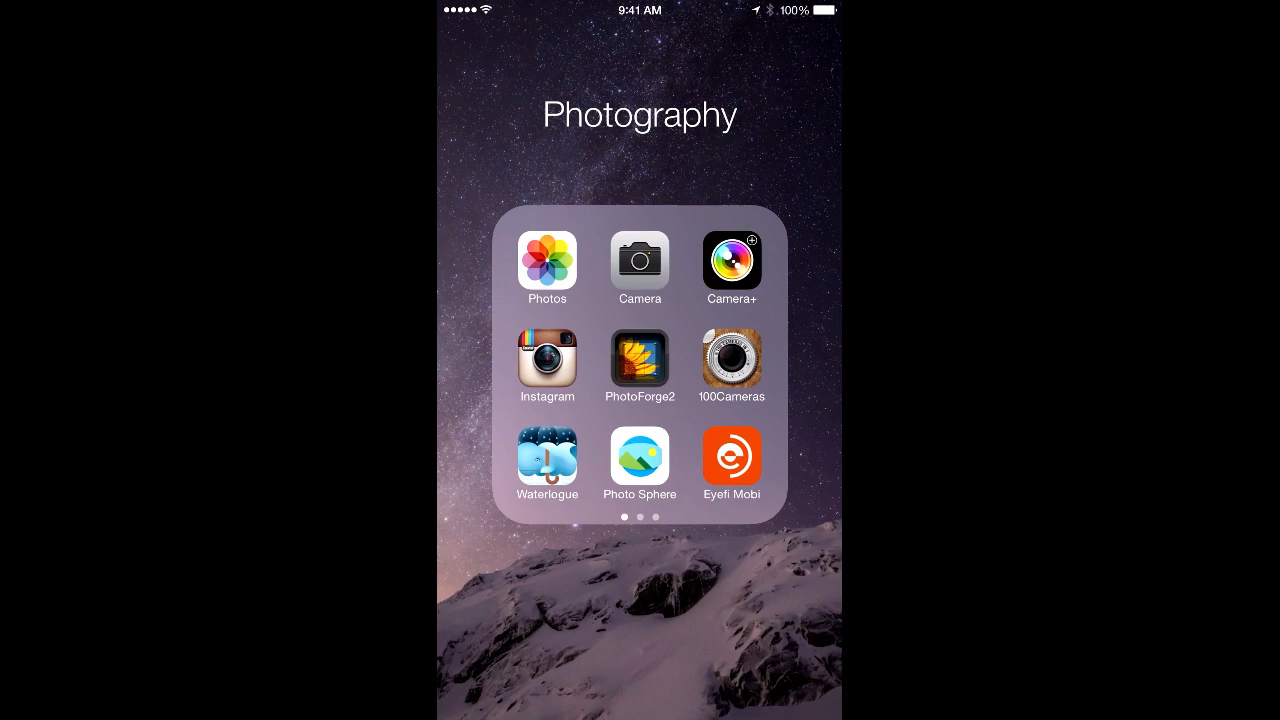 9:41 AM 100%
Photography
Photos Camera Camera+
Instagram PhotoForge2 100Cameras
Waterlogue Photo Sphere Eyefi Mobi